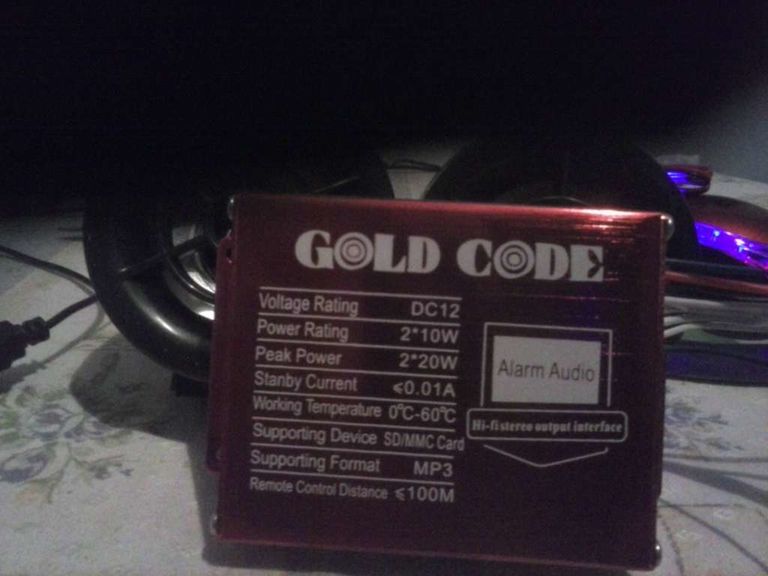 GOLD CODE
Voltage Rating DC12
Power Rating 2*10W
Peak Power 2*20W
Stanby Current ≤0.01A
Working Temperature 0℃-60℃
Supporting Device SD/MMC Card
Supporting Format MP3
Remote Control Distance ≤100M
Alarm Audio
Hi-fi stereo output interface